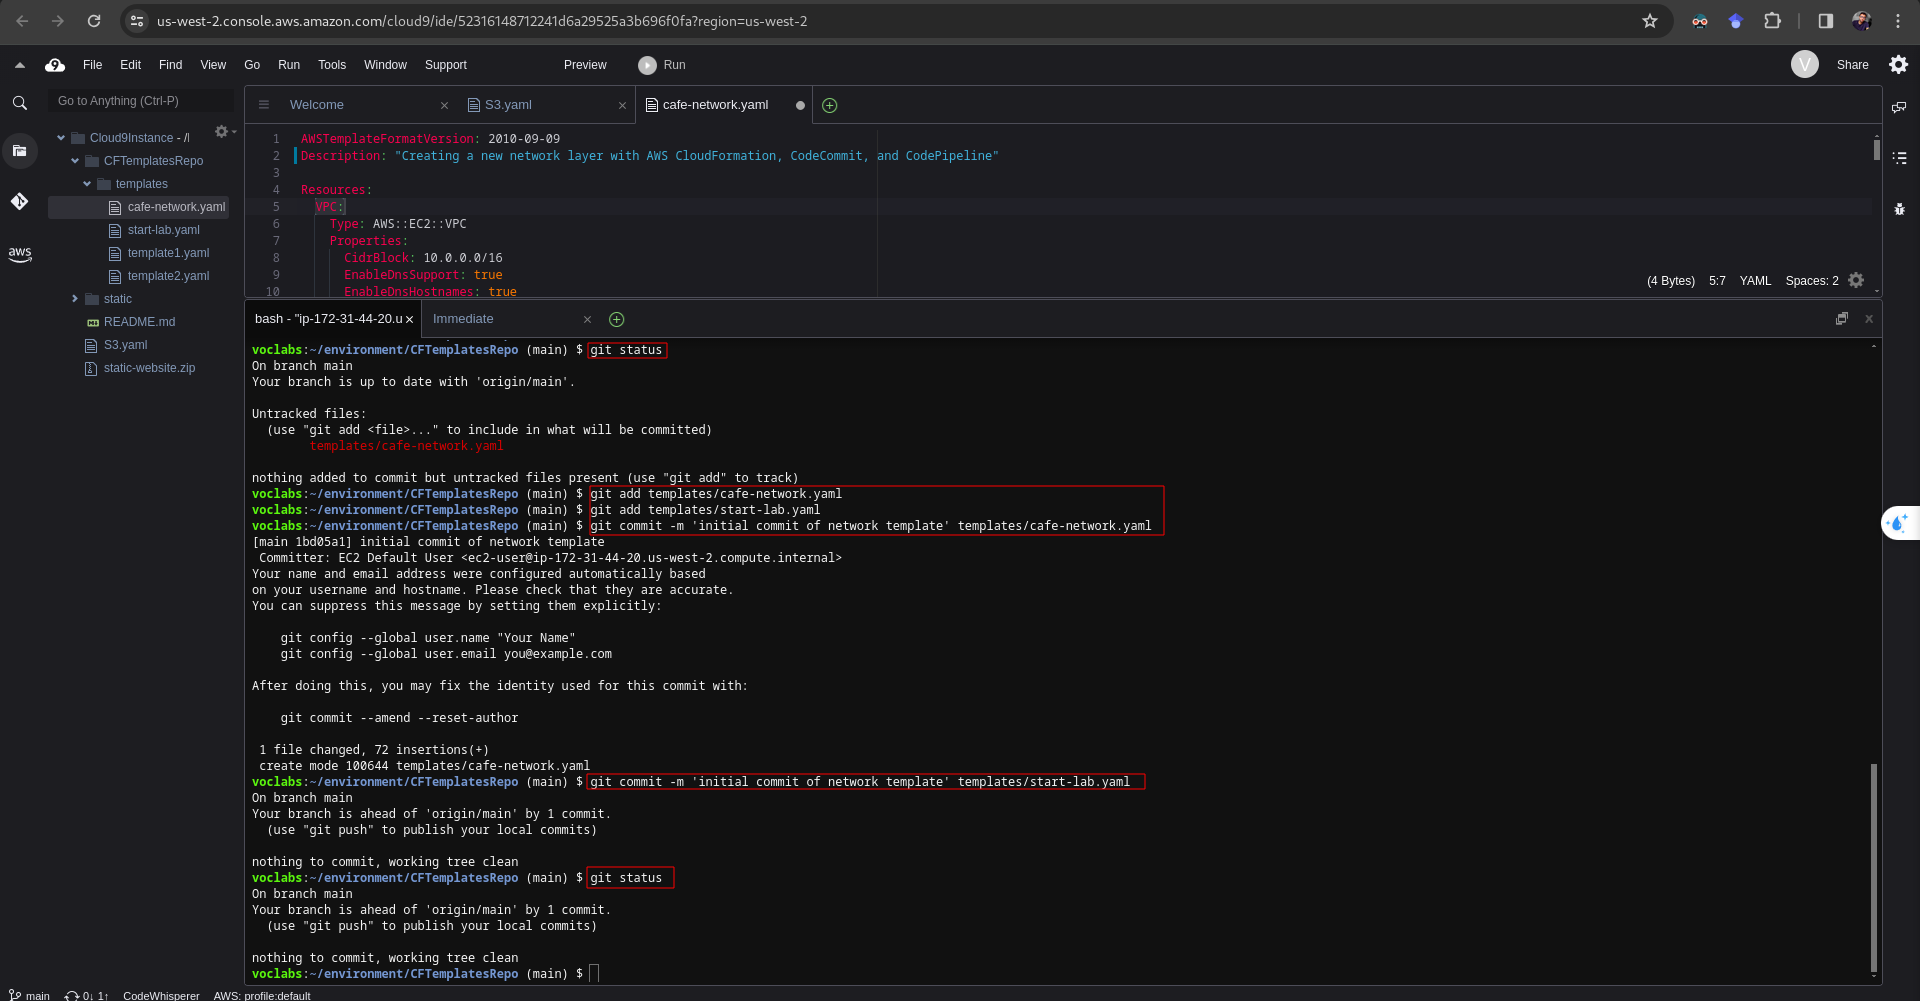 us-west-2.console.aws.amazon.com/cloud9/ide/52316148712241d6a29525a3b696f0fa?region=us-west-2
9 File Edit Find View Go Run Tools Window Support Preview Run V Share
Go to Anything (Ctrl-P)
Cloud9Instance - /
CFTemplatesRepo
templates
cafe-network.yaml
start-lab.yaml
template1.yaml
template2.yaml
static
README.md
S3.yaml
static-website.zip
aws
Welcome S3.yaml cafe-network.yaml
1 AWSTemplateFormatVersion: 2010-09-09
2 Description: "Creating a new network layer with AWS CloudFormation, CodeCommit, and CodePipeline"
3
4 Resources:
5 VPC:
6 Type: AWS::EC2::VPC
7 Properties:
8 CidrBlock: 10.0.0.0/16
9 EnableDnsSupport: true
10 EnableDnsHostnames: true
(4 Bytes) 5:7 YAML Spaces: 2
bash - "ip-172-31-44-20.u Immediate
voclabs:~/environment/CFTemplatesRepo (main) $ git status
On branch main
Your branch is up to date with 'origin/main'.
Untracked files:
(use "git add <file>..." to include in what will be committed)
templates/cafe-network.yaml
nothing added to commit but untracked files present (use "git add" to track)
voclabs:~/environment/CFTemplatesRepo (main) $ git add templates/cafe-network.yaml
voclabs:~/environment/CFTemplatesRepo (main) $ git add templates/start-lab.yaml
voclabs:~/environment/CFTemplatesRepo (main) $ git commit -m 'initial commit of network template' templates/cafe-network.yaml
[main 1bd05a1] initial commit of network template
Committer: EC2 Default User <ec2-user@ip-172-31-44-20.us-west-2.compute.internal>
Your name and email address were configured automatically based
on your username and hostname. Please check that they are accurate.
You can suppress this message by setting them explicitly:
git config --global user.name "Your Name"
git config --global user.email you@example.com
After doing this, you may fix the identity used for this commit with:
git commit --amend --reset-author
1 file changed, 72 insertions(+)
create mode 100644 templates/cafe-network.yaml
voclabs:~/environment/CFTemplatesRepo (main) $ git commit -m 'initial commit of network template' templates/start-lab.yaml
On branch main
Your branch is ahead of 'origin/main' by 1 commit.
(use "git push" to publish your local commits)
nothing to commit, working tree clean
voclabs:~/environment/CFTemplatesRepo (main) $ git status
On branch main
Your branch is ahead of 'origin/main' by 1 commit.
(use "git push" to publish your local commits)
nothing to commit, working tree clean
voclabs:~/environment/CFTemplatesRepo (main) $
main 0↓ 1↑ CodeWhisperer AWS: profile:default